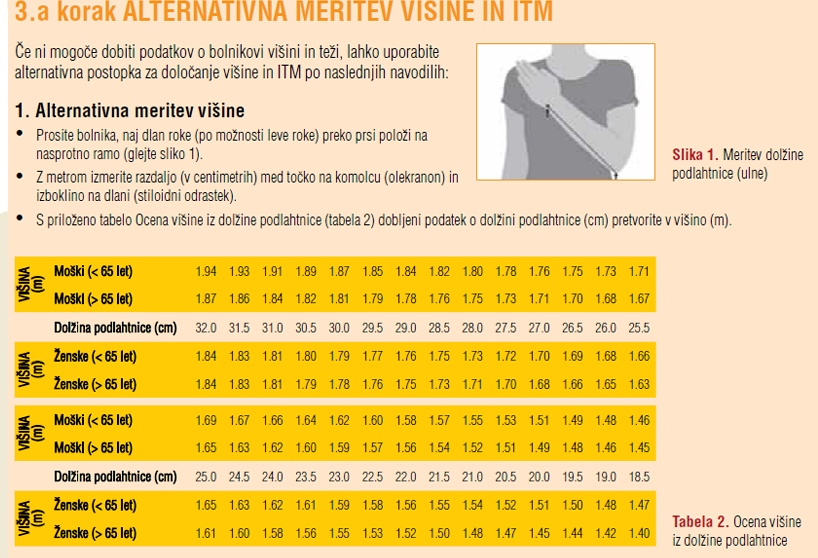 3.a korak ALTERNATIVNA MERITEV VIŠINE IN ITM
Če ni mogoče dobiti podatkov o bolnikovi višini in teži, lahko uporabite
alternativna postopka za določanje višine in ITM po naslednjih navodilih:
1. Alternativna meritev višine
• Prosite bolnika, naj dlan roke (po možnosti leve roke) preko prsi položi na
nasprotno ramo (glejte sliko 1).
• Z metrom izmerite razdaljo (v centimetrih) med točko na komolcu (olekranon) in
izboklino na dlani (stiloidni odrastek).
• S priloženo tabelo Ocena višine iz dolžine podlahtnice (tabela 2) dobljeni podatek o dolžini podlahtnice (cm) pretvorite v višino (m).
Slika 1. Meritev dolžine
podlahtnice (ulne)
VIŠINA
(m)
Moški (< 65 let) 1.94 1.93 1.91 1.89 1.87 1.85 1.84 1.82 1.80 1.78 1.76 1.75 1.73 1.71
Moškl (> 65 let) 1.87 1.86 1.84 1.82 1.81 1.79 1.78 1.76 1.75 1.73 1.71 1.70 1.68 1.67
Dolžina podlahtnice (cm) 32.0 31.5 31.0 30.5 30.0 29.5 29.0 28.5 28.0 27.5 27.0 26.5 26.0 25.5
VIŠINA
(m)
Ženske (< 65 let) 1.84 1.83 1.81 1.80 1.79 1.77 1.76 1.75 1.73 1.72 1.70 1.69 1.68 1.66
Ženske (> 65 let) 1.84 1.83 1.81 1.79 1.78 1.76 1.75 1.73 1.71 1.70 1.68 1.66 1.65 1.63
VIŠINA
(m)
Moški (< 65 let) 1.69 1.67 1.66 1.64 1.62 1.60 1.58 1.57 1.55 1.53 1.51 1.49 1.48 1.46
Moškl (> 65 let) 1.65 1.63 1.62 1.60 1.59 1.57 1.56 1.54 1.52 1.51 1.49 1.48 1.46 1.45
Dolžina podlahtnice (cm) 25.0 24.5 24.0 23.5 23.0 22.5 22.0 21.5 21.0 20.5 20.0 19.5 19.0 18.5
VIŠINA
(m)
Ženske (< 65 let) 1.65 1.63 1.62 1.61 1.59 1.58 1.56 1.55 1.54 1.52 1.51 1.50 1.48 1.47
Ženske (> 65 let) 1.61 1.60 1.58 1.56 1.55 1.53 1.52 1.50 1.48 1.47 1.45 1.44 1.42 1.40
Tabela 2. Ocena višine
iz dolžine podlahtnice